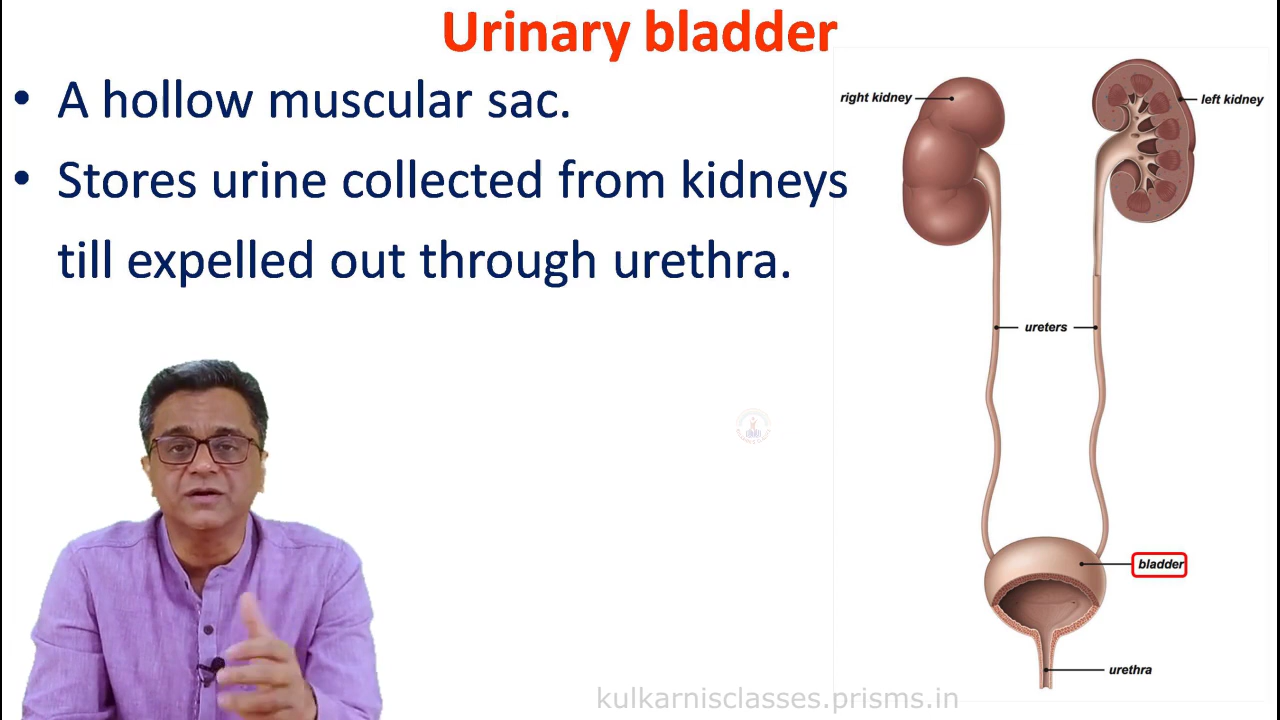 Urinary bladder
• A hollow muscular sac.
• Stores urine collected from kidneys
till expelled out through urethra.
right kidney
left kidney
ureters
bladder
urethra
kulkarnisclasses.prisms.in